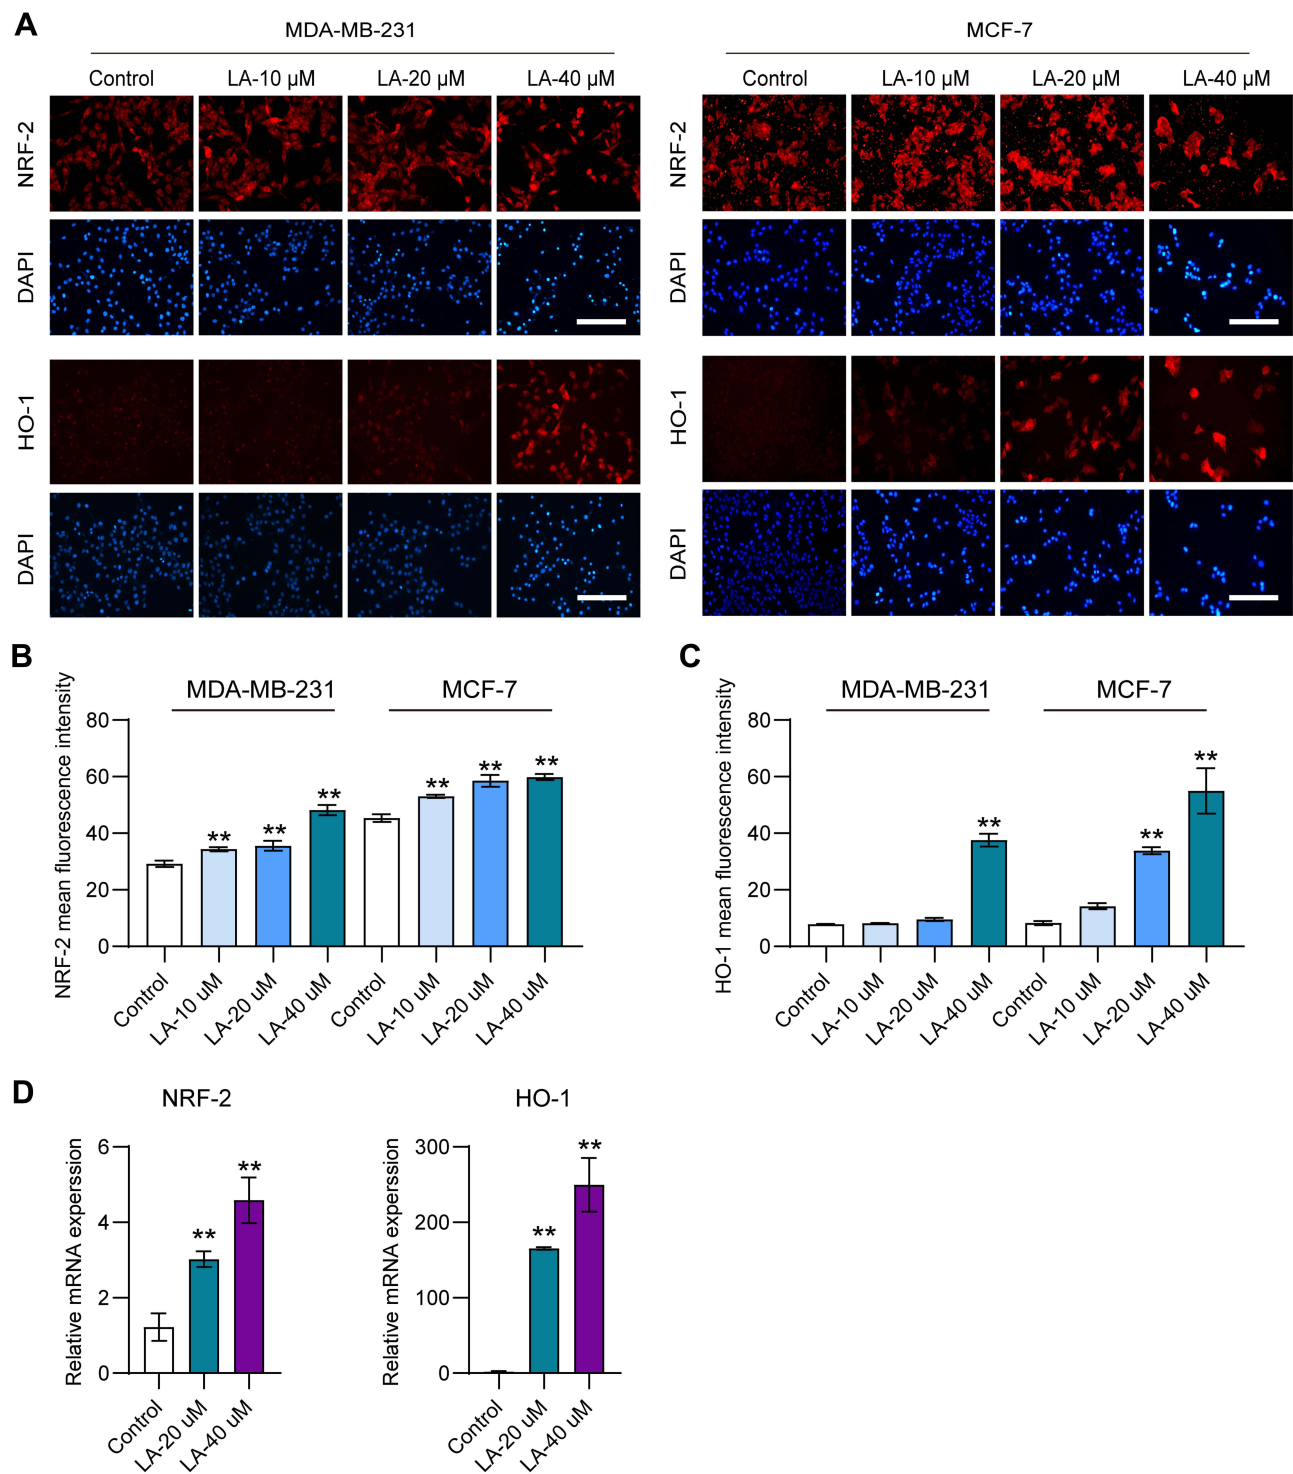 A
MDA-MB-231
MCF-7
Control LA-10 μM LA-20 μM LA-40 μM
Control LA-10 μM LA-20 μM LA-40 μM
NRF-2
NRF-2
DAPI
DAPI
HO-1
HO-1
DAPI
DAPI
B
MDA-MB-231 MCF-7
NRF-2 mean fluorescence intensity
80
60
40
20
0
** ** ** ** ** **
Control LA-10 uM LA-20 uM LA-40 uM Control LA-10 uM LA-20 uM LA-40 uM
C
MDA-MB-231 MCF-7
HO-1 mean fluorescence intensity
80
60
40
20
0
** ** **
Control LA-10 uM LA-20 uM LA-40 uM Control LA-10 uM LA-20 uM LA-40 uM
D
NRF-2
Relative mRNA experssion
6
4
2
0
** **
Control LA-20 uM LA-40 uM
HO-1
Relative mRNA experssion
300
200
100
0
** **
Control LA-20 uM LA-40 uM